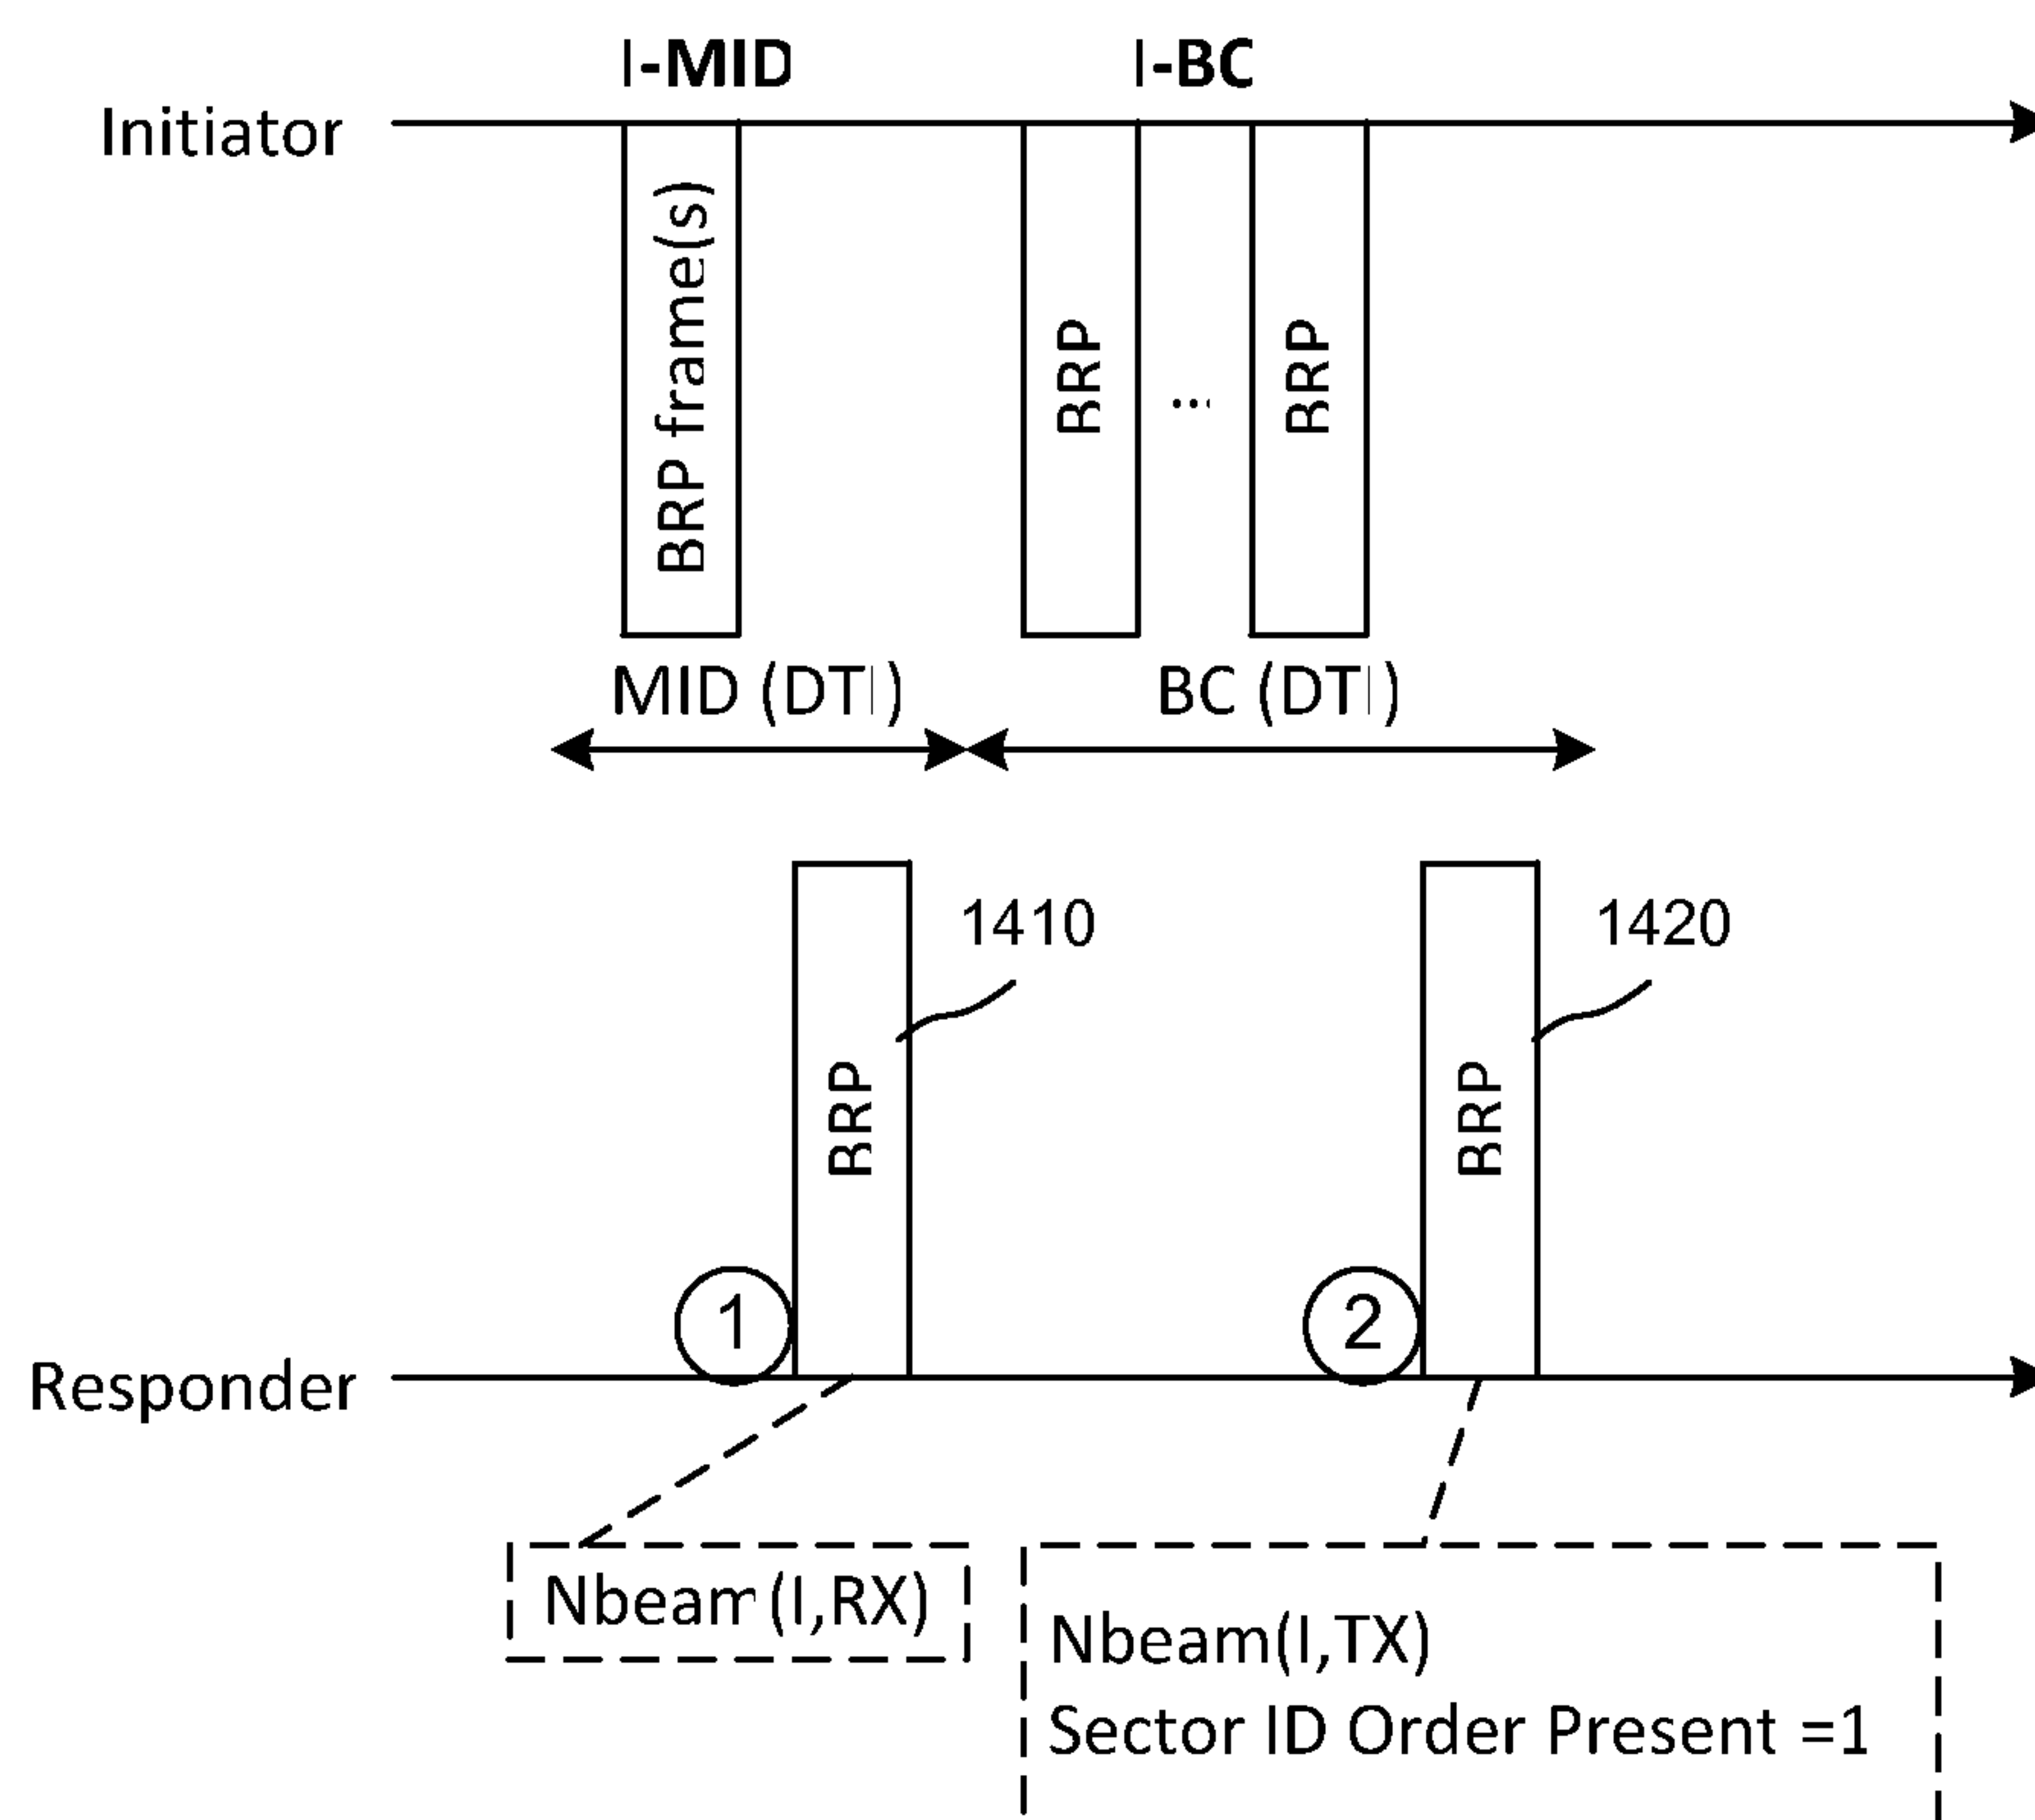 I-MID
I-BC
Initiator
BRP frame(s)
BRP
...
BRP
MID (DTI)
BC (DTI)
1410
1420
BRP
BRP
1
2
Responder
Nbeam(I,RX)
Nbeam(I,TX)
Sector ID Order Present =1